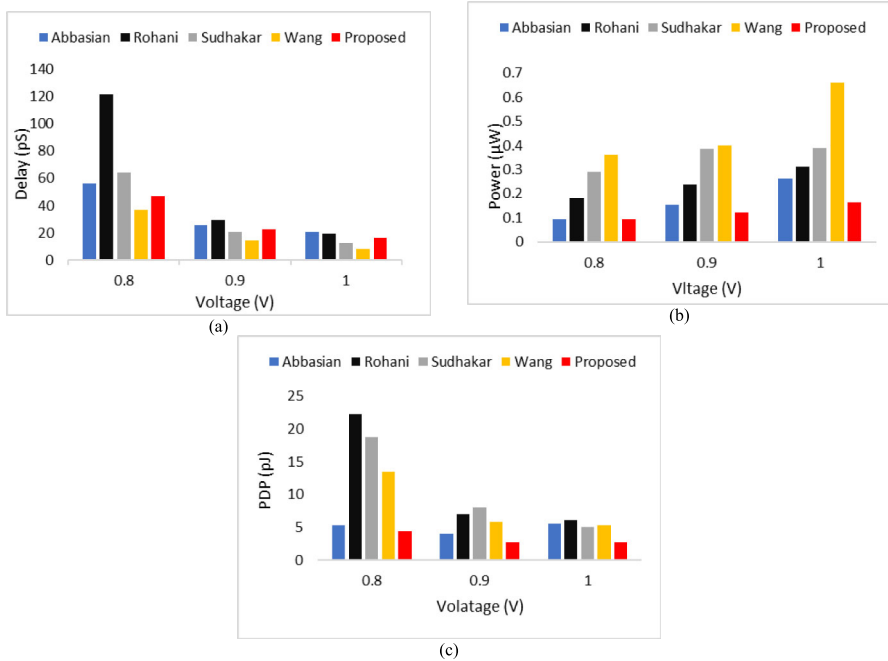 Abbasian Rohani Sudhakar Wang Proposed
140
120
100
80
60
40
20
0
Delay (pS)
0.8 0.9 1
Voltage (V)
(a)
Abbasian Rohani Sudhakar Wang Proposed
0.7
0.6
0.5
0.4
0.3
0.2
0.1
0
Power (µW)
0.8 0.9 1
Vltage (V)
(b)
Abbasian Rohani Sudhakar Wang Proposed
25
20
15
10
5
0
PDP (pJ)
0.8 0.9 1
Volatage (V)
(c)